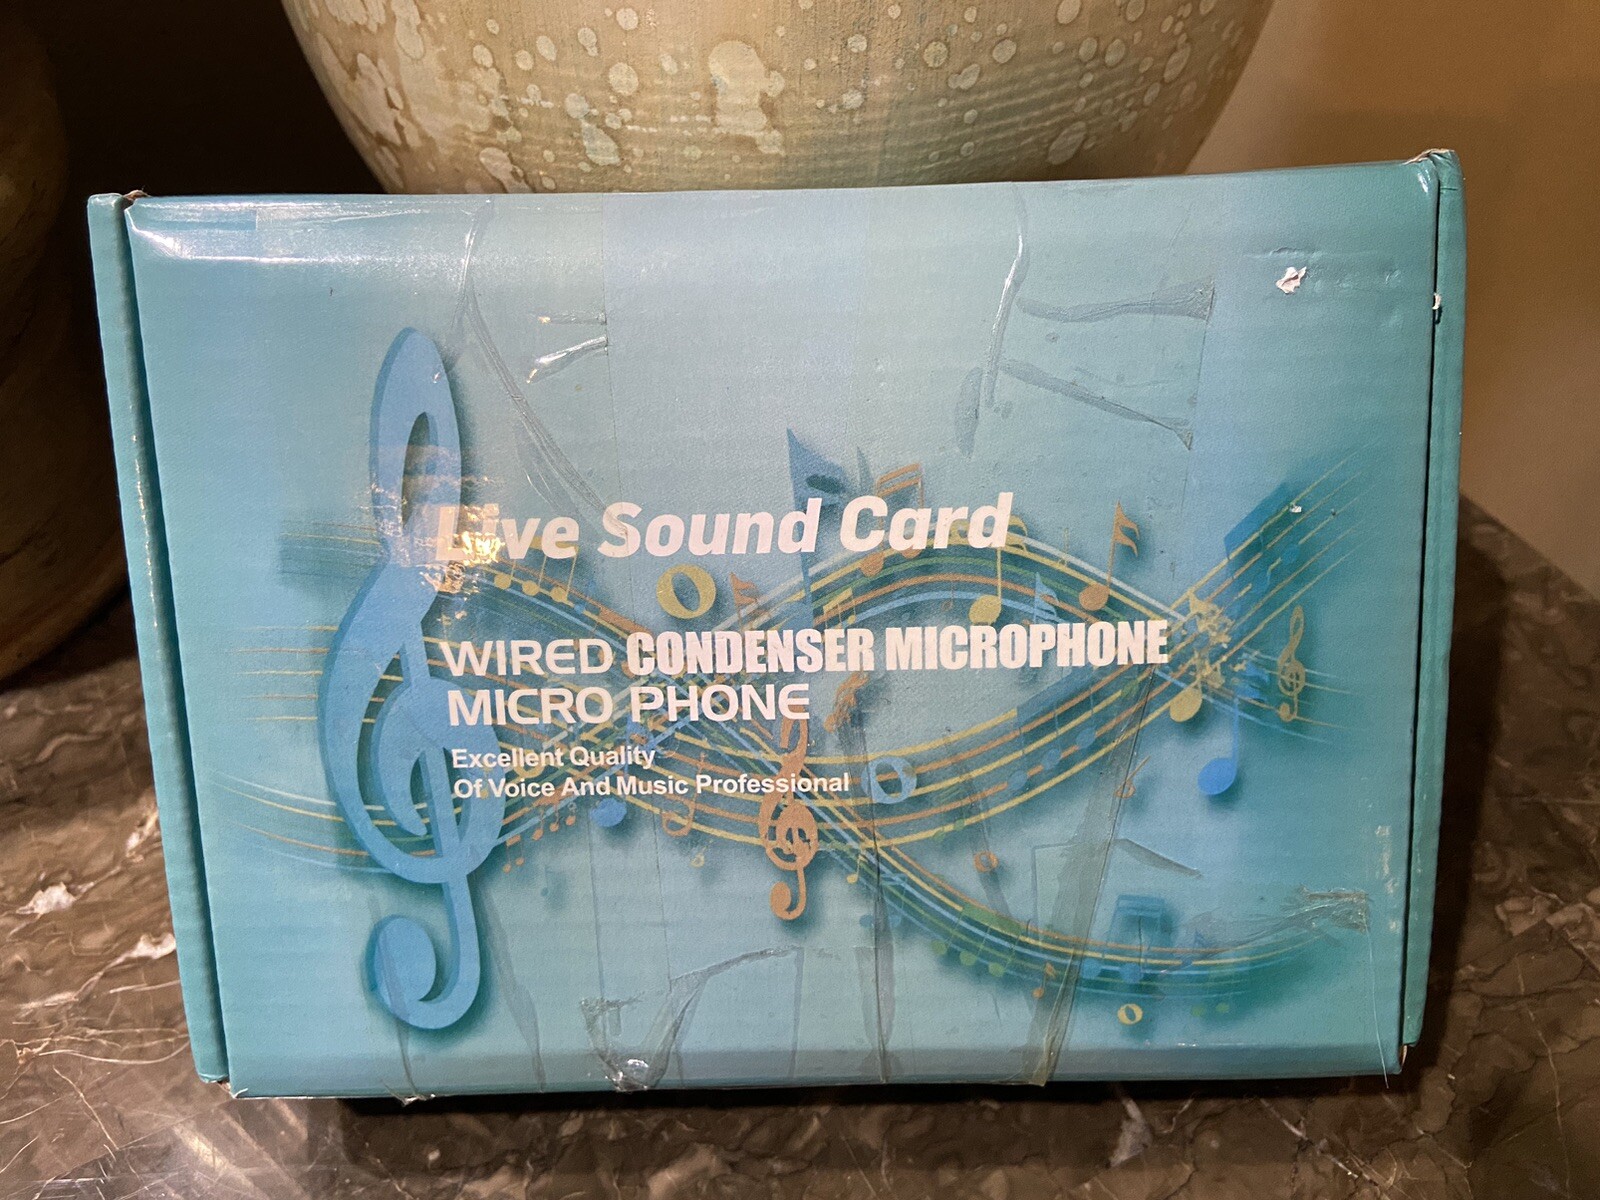 Live Sound Card
WIRED CONDENSER MICROPHONE
MICRO PHONE
Excellent Quality
Of Voice And Music Professional